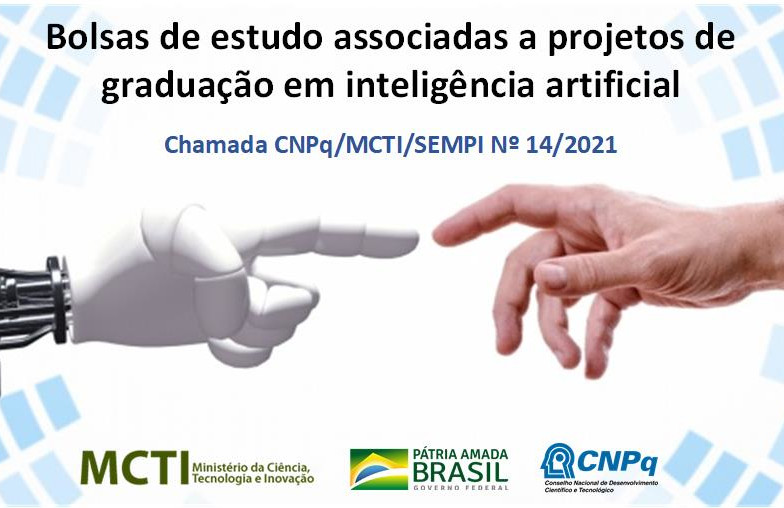 Bolsas de estudo associadas a projetos de
graduação em inteligência artificial
Chamada CNPq/MCTI/SEMPI Nº 14/2021
MCTI Ministério da Ciência,
Tecnologia e Inovação
PÁTRIA AMADA
BRASIL
GOVERNO FEDERAL
CNPq
Conselho Nacional de Desenvolvimento
Científico e Tecnológico